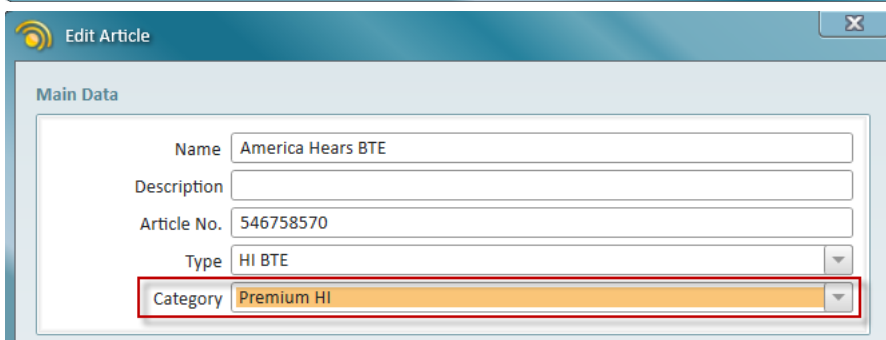 Edit Article
Main Data
Name America Hears BTE
Description
Article No. 546758570
Type HI BTE
Category Premium HI